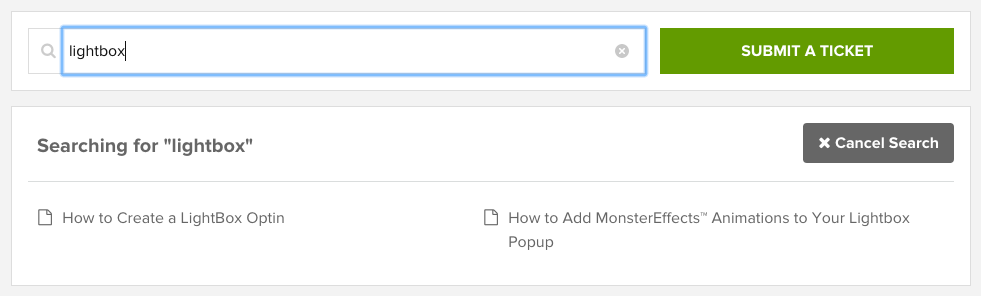 lightbox
SUBMIT A TICKET
Searching for "lightbox"
Cancel Search
How to Create a LightBox Optin
How to Add MonsterEffects™ Animations to Your Lightbox
Popup